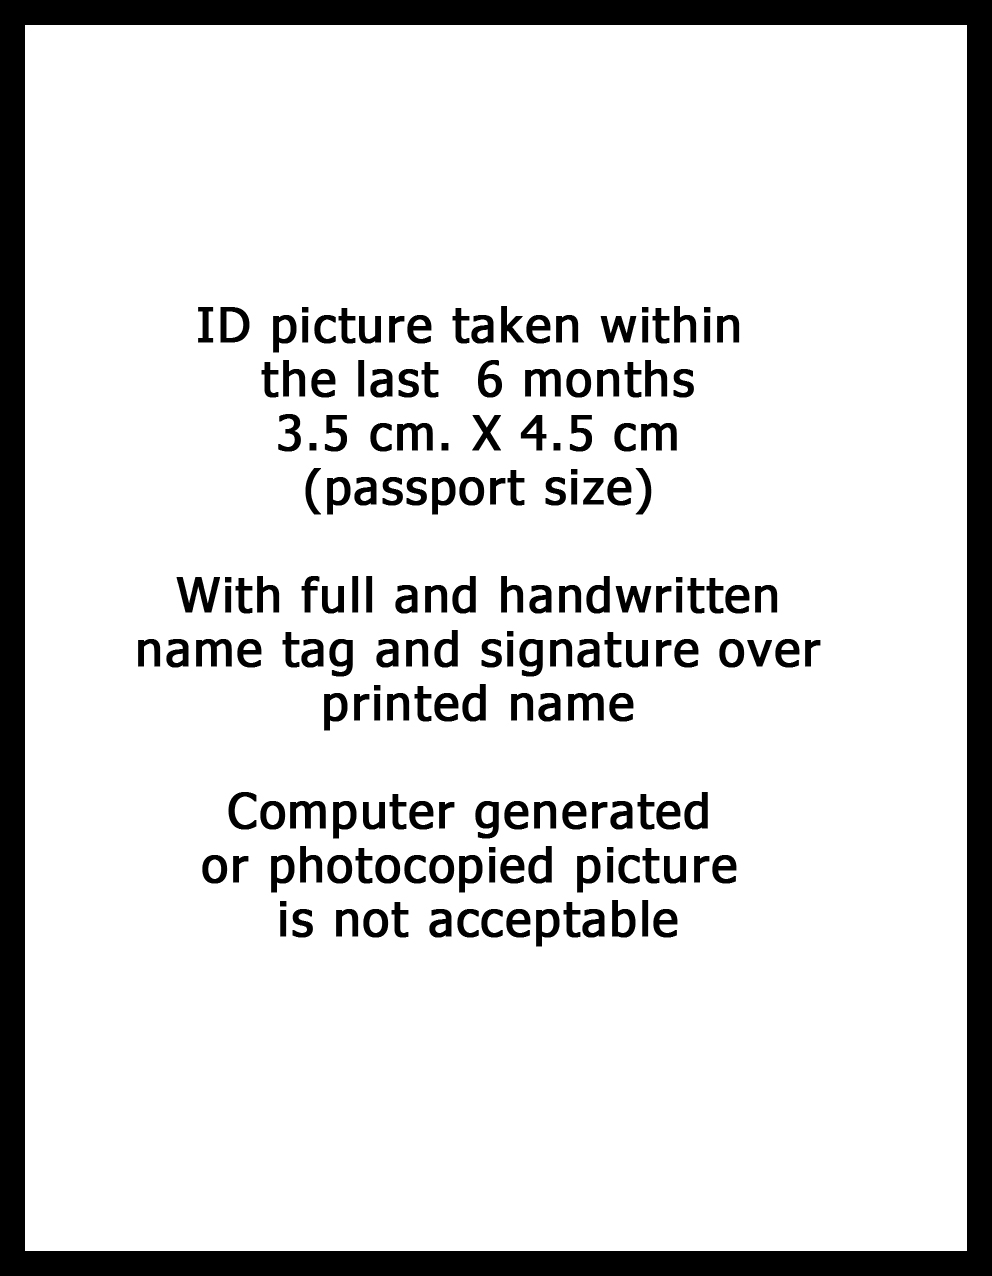 ID picture taken within
the last  6 months
3.5 cm. X 4.5 cm
(passport size)
With full and handwritten
name tag and signature over
printed name
Computer generated
or photocopied picture
is not acceptable